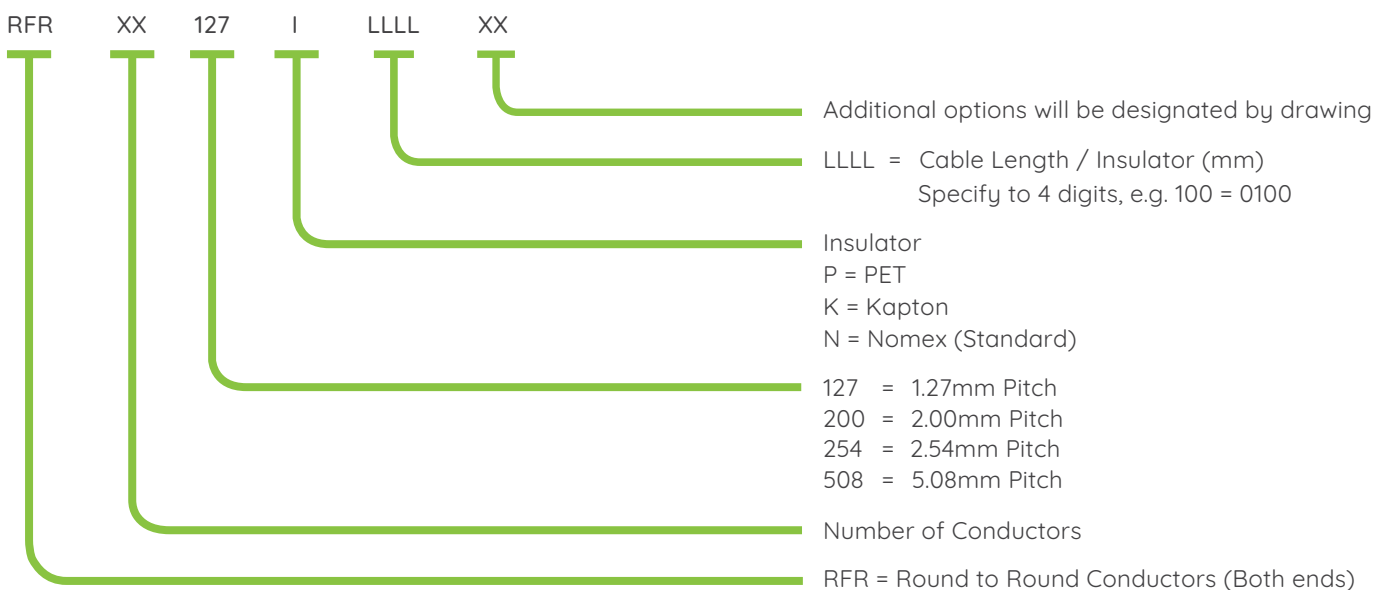 RFR XX 127 I LLLL XX
Additional options will be designated by drawing
LLLL = Cable Length / Insulator (mm)
Specify to 4 digits, e.g. 100 = 0100
Insulator
P = PET
K = Kapton
N = Nomex (Standard)
127 = 1.27mm Pitch
200 = 2.00mm Pitch
254 = 2.54mm Pitch
508 = 5.08mm Pitch
Number of Conductors
RFR = Round to Round Conductors (Both ends)